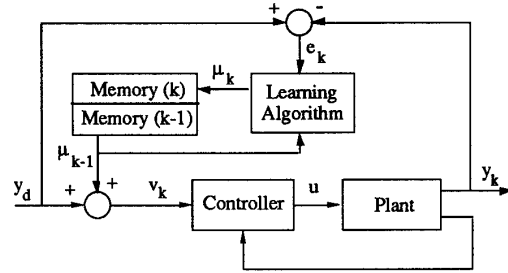 + -
e_k
μ_k
Memory (k)
Memory (k-1)
Learning
Algorithm
μ_k-1
y_d
+ +
v_k
Controller
u
Plant
y_k